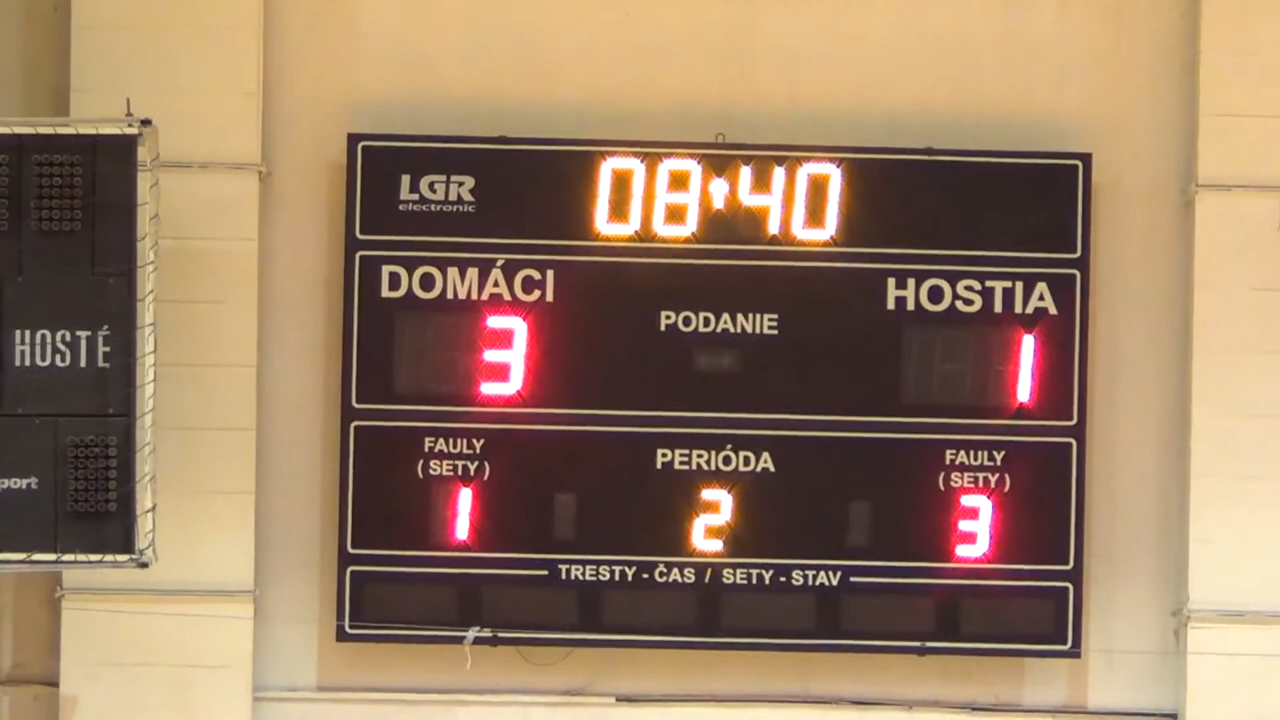 LGR
electronic
08:40
DOMÁCI
HOSTIA
PODANIE
3
1
FAULY
( SETY )
PERIÓDA
FAULY
( SETY )
1
2
3
TRESTY - ČAS / SETY - STAV
HOSTÉ
port